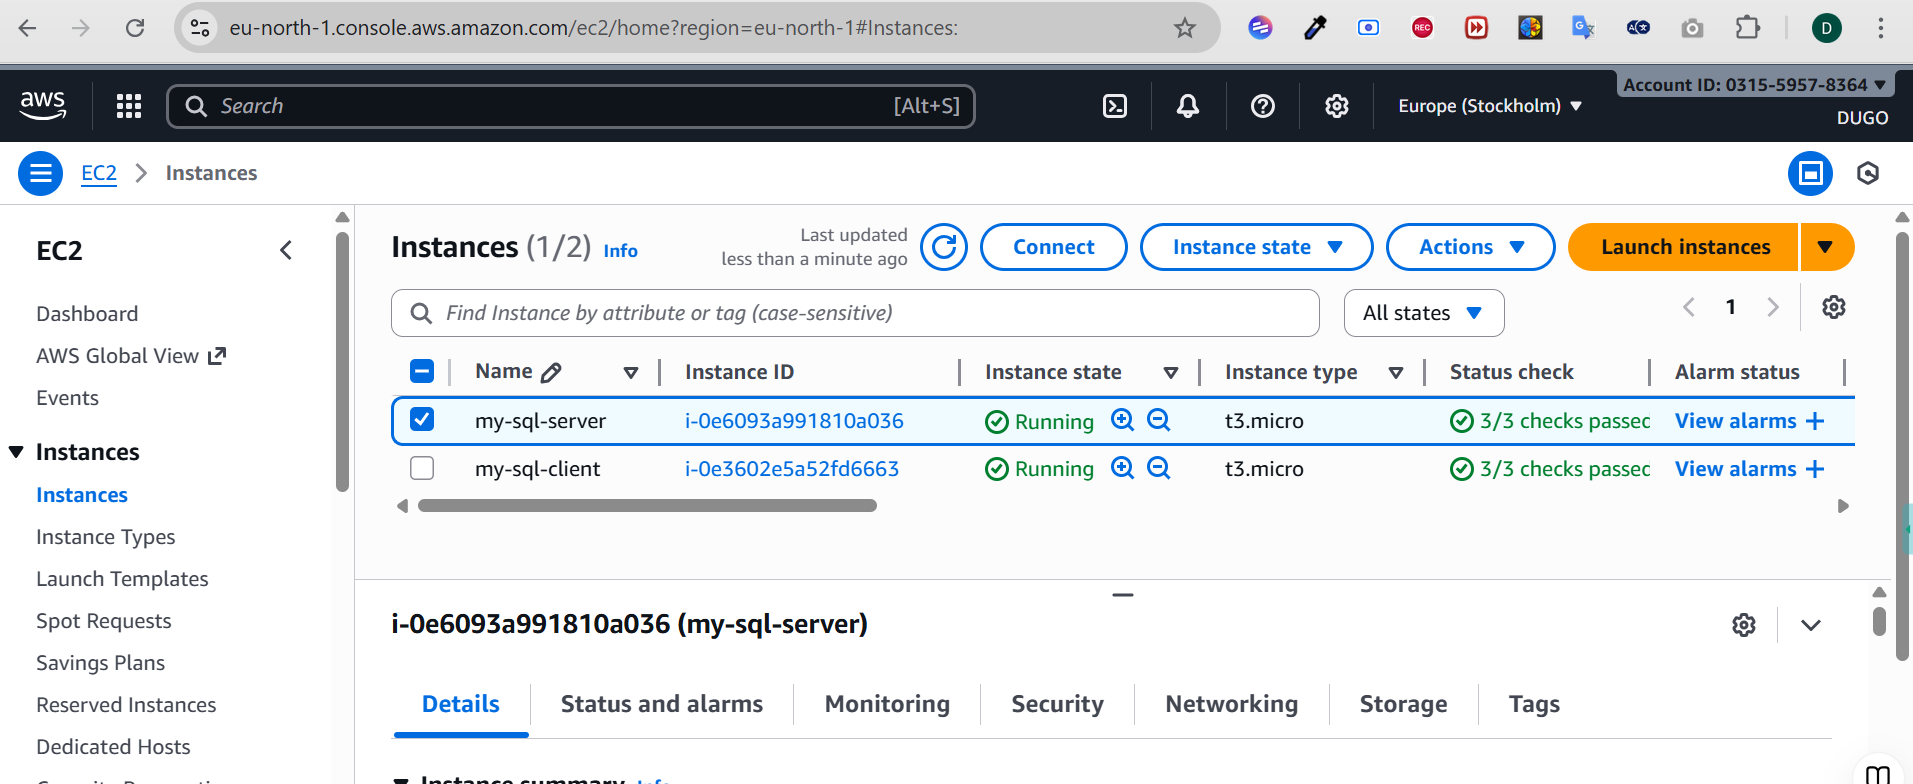 eu-north-1.console.aws.amazon.com/ec2/home?region=eu-north-1#Instances:
REC
D
aws
Search
[Alt+S]
Europe (Stockholm)
Account ID: 0315-5957-8364
DUGO
EC2
Instances
EC2
Dashboard
AWS Global View
Events
Instances
Instances
Instance Types
Launch Templates
Spot Requests
Savings Plans
Reserved Instances
Dedicated Hosts
Instances (1/2) Info
Last updated
less than a minute ago
Connect
Instance state
Actions
Launch instances
Find Instance by attribute or tag (case-sensitive)
All states
1
Name Instance ID Instance state Instance type Status check Alarm status
my-sql-server i-0e6093a991810a036 Running t3.micro 3/3 checks passed View alarms +
my-sql-client i-0e3602e5a52fd6663 Running t3.micro 3/3 checks passed View alarms +
i-0e6093a991810a036 (my-sql-server)
Details Status and alarms Monitoring Security Networking Storage Tags
Instance summary Info